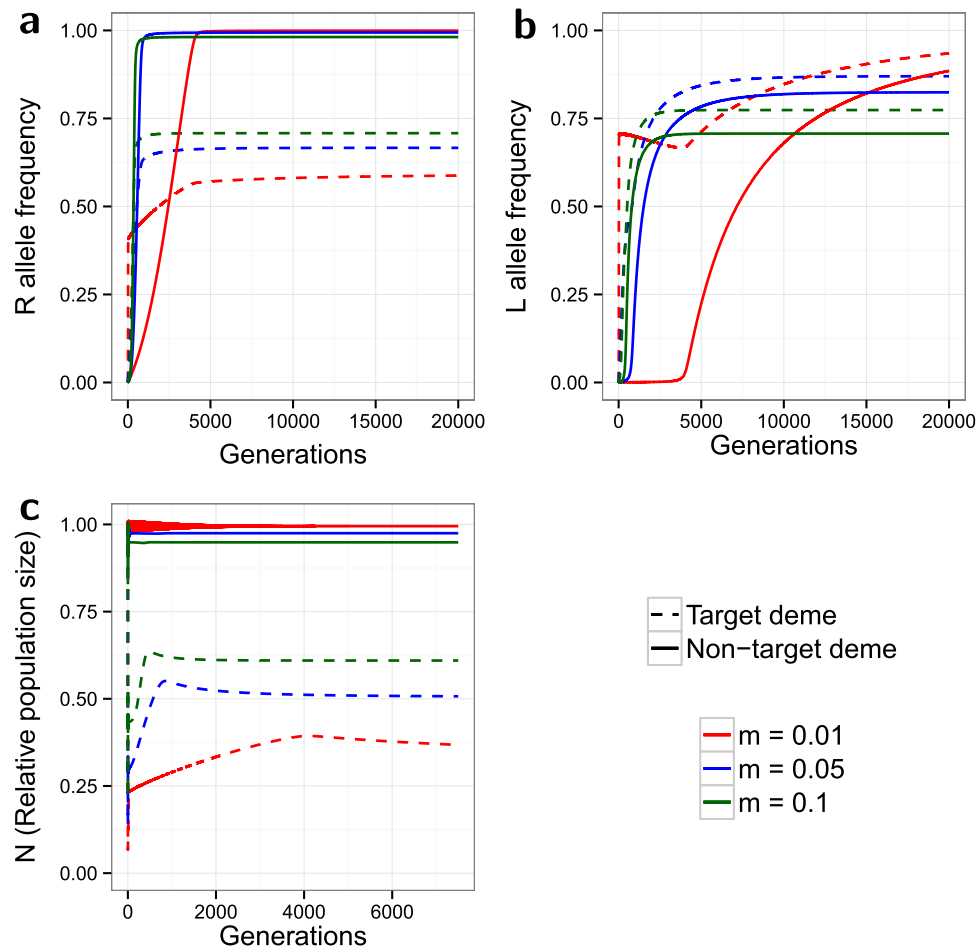 a
1.00
0.75
0.50
0.25
0.00
R allele frequency
0 5000 10000 15000 20000
Generations
b
1.00
0.75
0.50
0.25
0.00
L allele frequency
0 5000 10000 15000 20000
Generations
c
1.00
0.75
0.50
0.25
0.00
N (Relative population size)
0 2000 4000 6000
Generations
Target deme
Non−target deme
m = 0.01
m = 0.05
m = 0.1